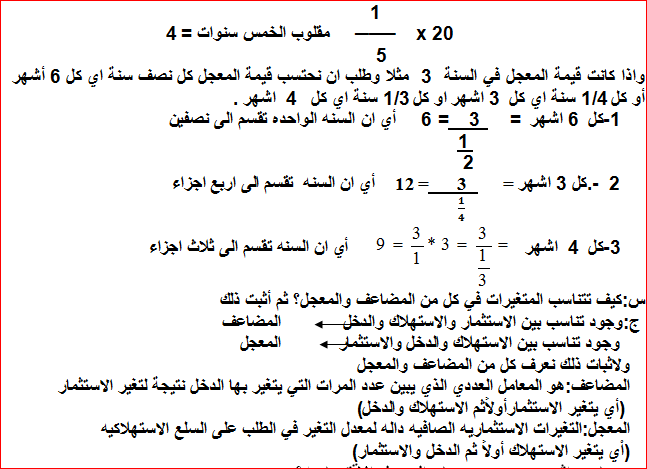 20 x 1/5 مقلوب الخمس سنوات = 4
واذا كانت قيمة المعجل في السنة 3 مثلا وطلب ان نحتسب قيمة المعجل كل نصف سنة اي كل 6 أشهر
أو كل 1/4 سنة اي كل 3 اشهر او كل 1/3 سنة اي كل 4 اشهر .
1-كل 6 اشهر = 3/(1/2) = 6 أي ان السنه الواحده تقسم الى نصفين
2 -.كل 3 اشهر = 3/(1/4) = 12 أي ان السنه تقسم الى اربع اجزاء
3-كل 4 اشهر = 3/(1/3) = 3 * 3/1 = 9 أي ان السنه تقسم الى ثلاث اجزاء
س:كيف تتناسب المتغيرات في كل من المضاعف والمعجل؟ ثم أثبت ذلك
ج:وجود تناسب بين الاستثمار والاستهلاك والدخل ← المضاعف
وجود تناسب بين الاستهلاك والدخل والاستثمار ← المعجل
ولاثبات ذلك نعرف كل من المضاعف والمعجل
المضاعف:هو المعامل العددي الذي يبين عدد المرات التي يتغير بها الدخل نتيجة لتغير الاستثمار
(أي يتغير الاستثمارأولاًثم الاستهلاك والدخل)
المعجل:التغيرات الاستثماريه الصافيه داله لمعدل التغير في الطلب على السلع الاستهلاكيه
(أي يتغير الاستهلاك أولاً ثم الدخل والاستثمار)